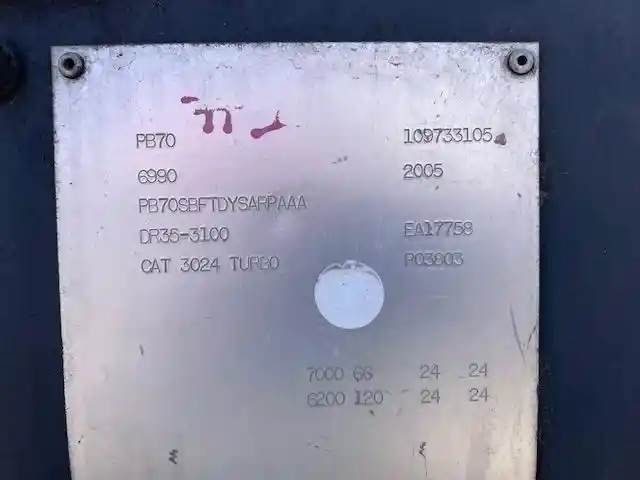 PB70 109733105
6990 2005
PB70SBFTDYSARPAAA
DR36-3100 EA17758
CAT 3024 TURBO P03803
7000 66 24 24
6200 120 24 24